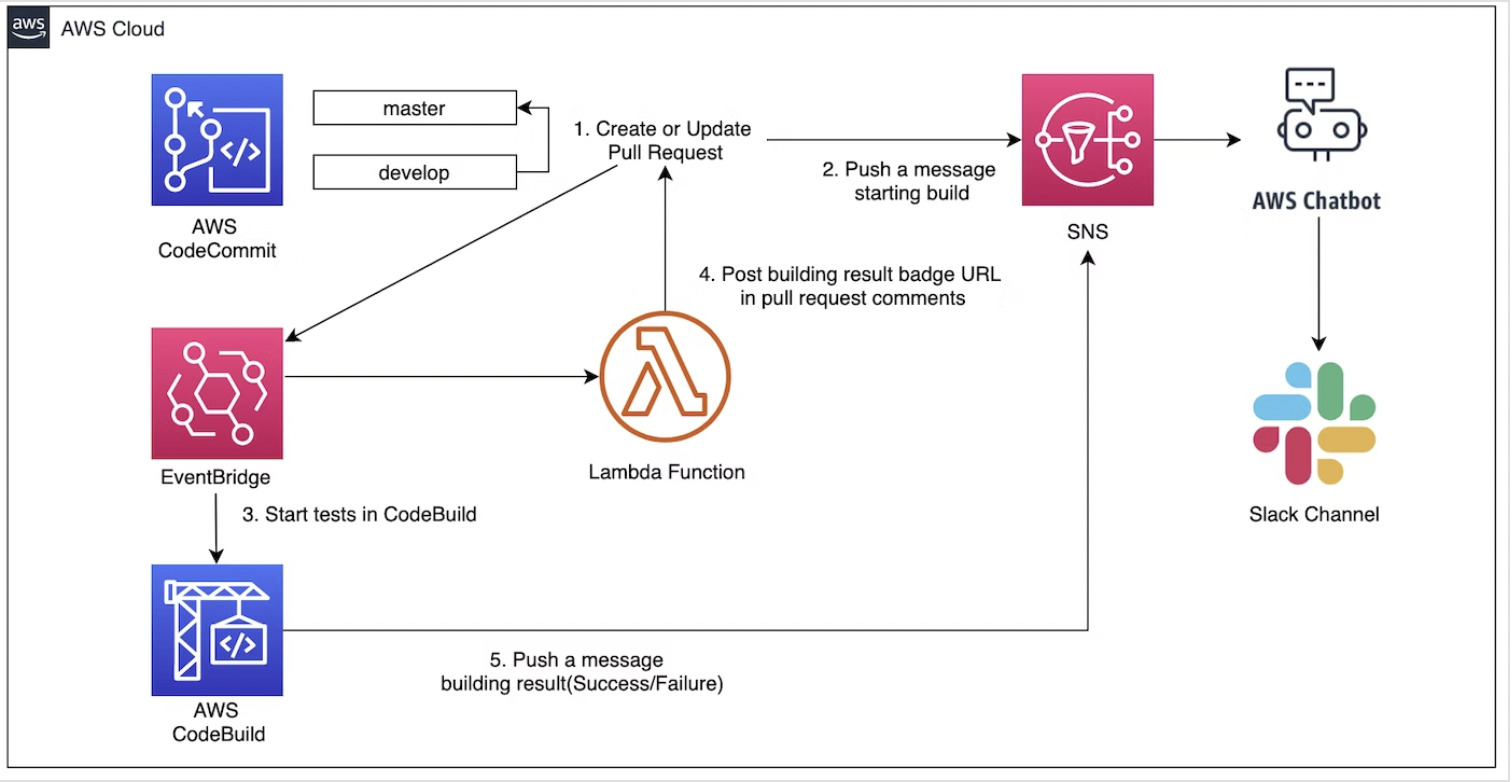 aws
AWS Cloud
master
develop
AWS
CodeCommit
1. Create or Update
Pull Request
2. Push a message
starting build
SNS
AWS Chatbot
4. Post building result badge URL
in pull request comments
EventBridge
Lambda Function
3. Start tests in CodeBuild
Slack Channel
5. Push a message
building result(Success/Failure)
AWS
CodeBuild